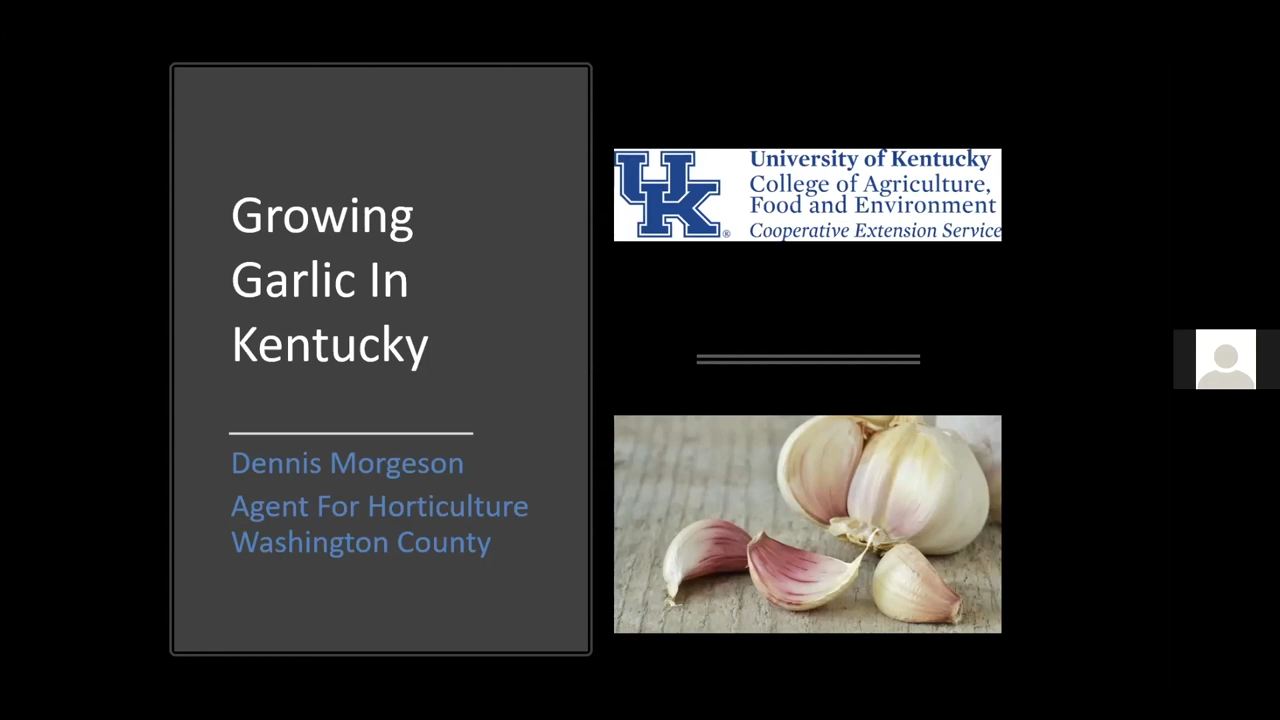 Growing
Garlic In
Kentucky
Dennis Morgeson
Agent For Horticulture
Washington County
UK®
University of Kentucky
College of Agriculture,
Food and Environment
Cooperative Extension Service